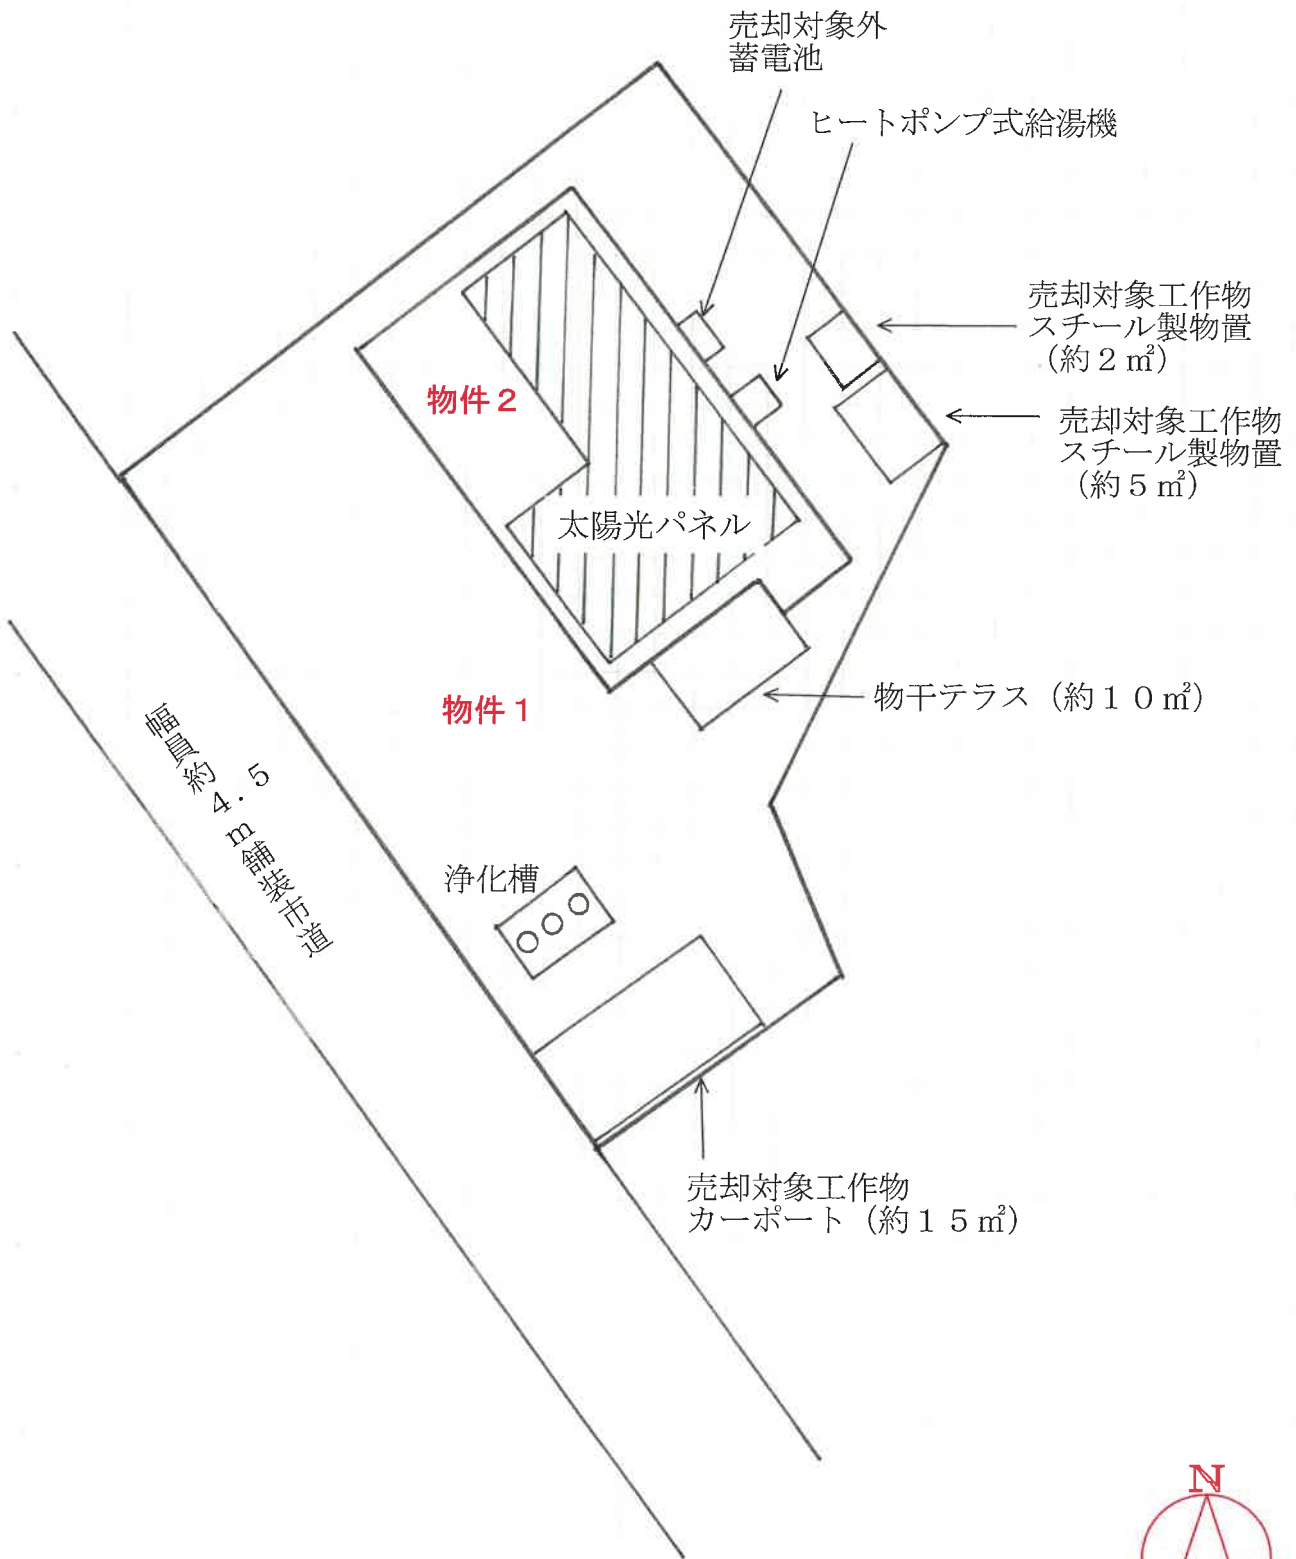 売却対象外
蓄電池
ヒートポンプ式給湯機
売却対象工作物
スチール製物置
（約２㎡）
売却対象工作物
スチール製物置
（約５㎡）
物件２
太陽光パネル
物件１
物干テラス（約１０㎡）
幅員約４．５ｍ舗装市道
浄化槽
売却対象工作物
カーポート（約１５㎡）
N